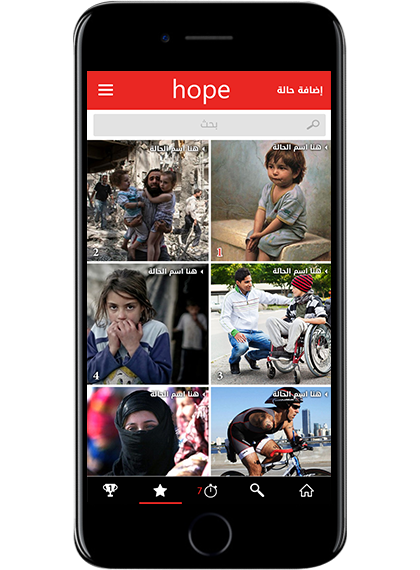 hope
إضافة حالة
بحث
هنا اسم الحالة
1
هنا اسم الحالة
2
هنا اسم الحالة
3
هنا اسم الحالة
4
هنا اسم الحالة
هنا اسم الحالة
7
1